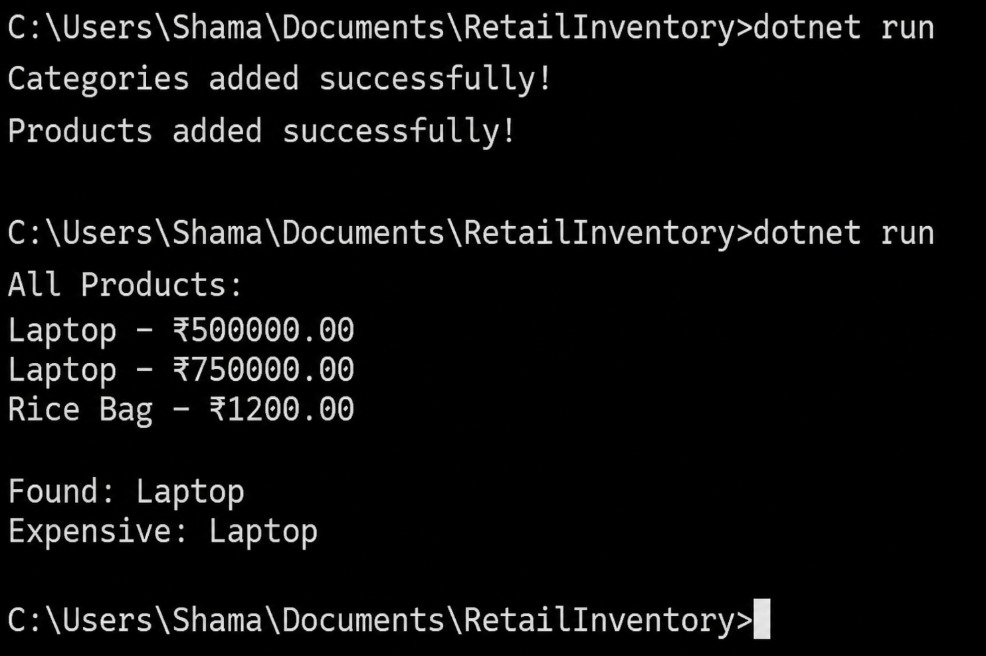 C:\Users\Shama\Documents\RetailInventory>dotnet run
Categories added successfully!
Products added successfully!
C:\Users\Shama\Documents\RetailInventory>dotnet run
All Products:
Laptop - ₹500000.00
Laptop - ₹750000.00
Rice Bag - ₹1200.00
Found: Laptop
Expensive: Laptop
C:\Users\Shama\Documents\RetailInventory>